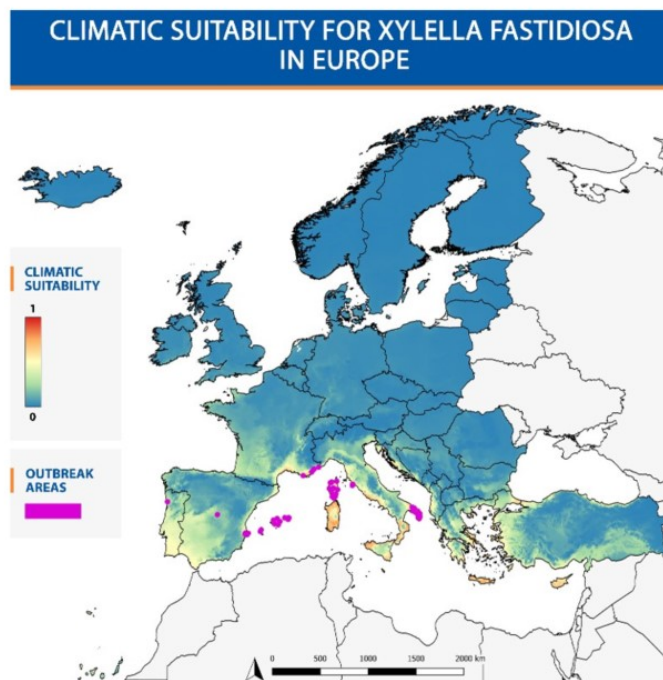 CLIMATIC SUITABILITY FOR XYLELLA FASTIDIOSA
IN EUROPE
CLIMATIC
SUITABILITY
1
0
OUTBREAK
AREAS
0 500 1000 1500 2000 km